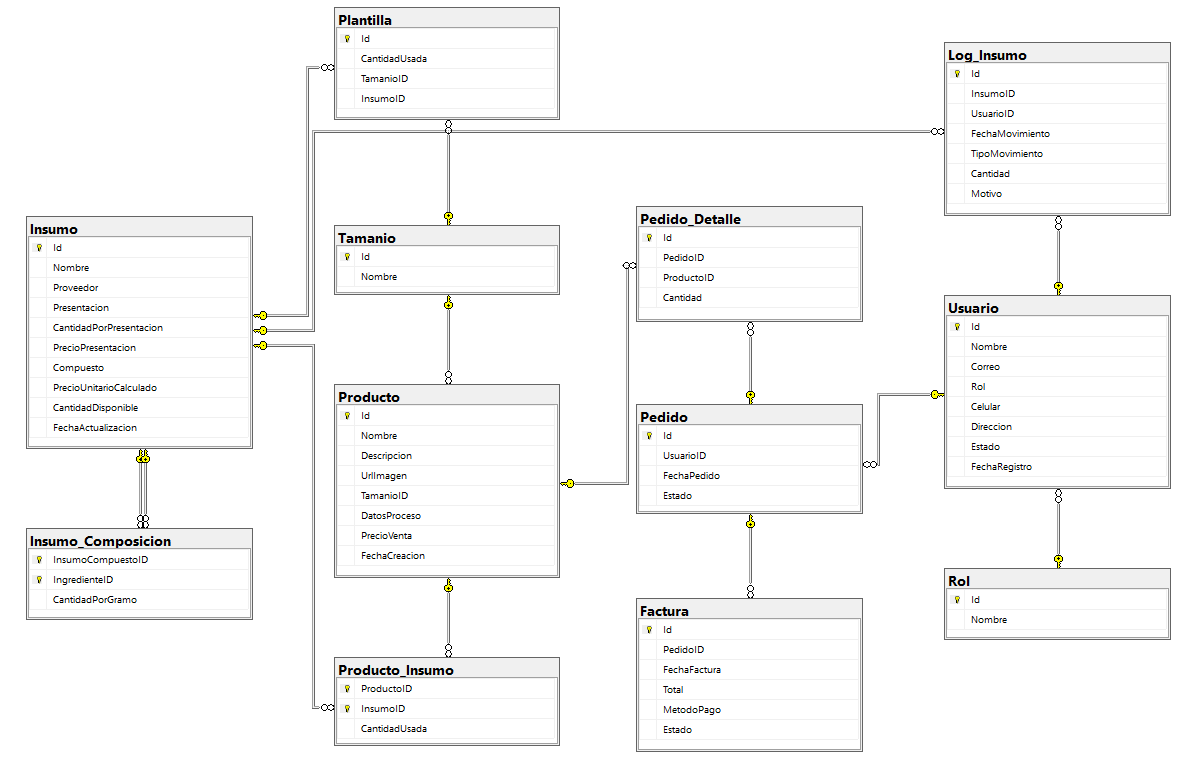 Plantilla
Id
CantidadUsada
TamanioID
InsumoID
Log_Insumo
Id
InsumoID
UsuarioID
FechaMovimiento
TipoMovimiento
Cantidad
Motivo
Insumo
Id
Nombre
Proveedor
Presentacion
CantidadPorPresentacion
PrecioPresentacion
Compuesto
PrecioUnitarioCalculado
CantidadDisponible
FechaActualizacion
Tamanio
Id
Nombre
Pedido_Detalle
Id
PedidoID
ProductoID
Cantidad
Usuario
Id
Nombre
Correo
Rol
Celular
Direccion
Estado
FechaRegistro
Producto
Id
Nombre
Descripcion
UrlImagen
TamanioID
DatosProceso
PrecioVenta
FechaCreacion
Pedido
Id
UsuarioID
FechaPedido
Estado
Insumo_Composicion
InsumoCompuestoID
IngredienteID
CantidadPorGramo
Rol
Id
Nombre
Factura
Id
PedidoID
FechaFactura
Total
MetodoPago
Estado
Producto_Insumo
ProductoID
InsumoID
CantidadUsada